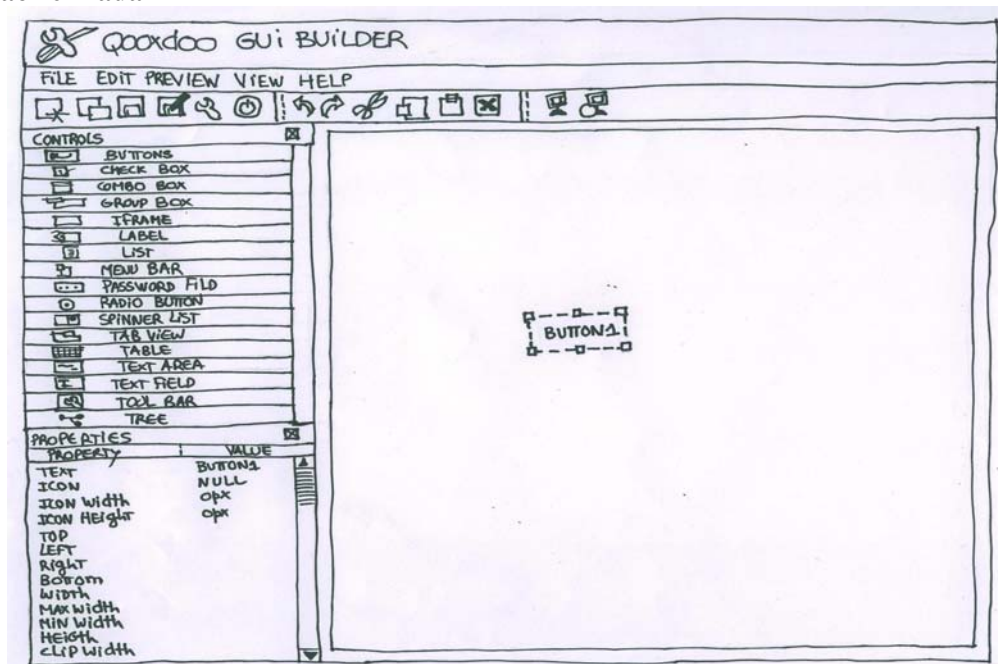 Qooxdoo GUi BUiLDER
FiLE EDIT PREVIEW VIEW HELP
CONTROLS
BUTTONS
CHECK BOX
COMBO BOX
GROUP BOX
IFRAME
LABEL
LIST
MENU BAR
PASSWORD FiLD
RADiO BUTTON
SPINNER LiST
TAB ViEW
TABLE
TEXT AREA
TEXT FiELD
TOOL BAR
TREE
BUTTON1
PROPERTIES
PROPERTY VALUE
TEXT BUTTON1
ICON NULL
ICON Width 0px
ICON HEigHT 0px
TOP
LEFT
RighT
BoTTom
WiDTh
MAX Width
MiN Width
HEiGTh
cLiP Width